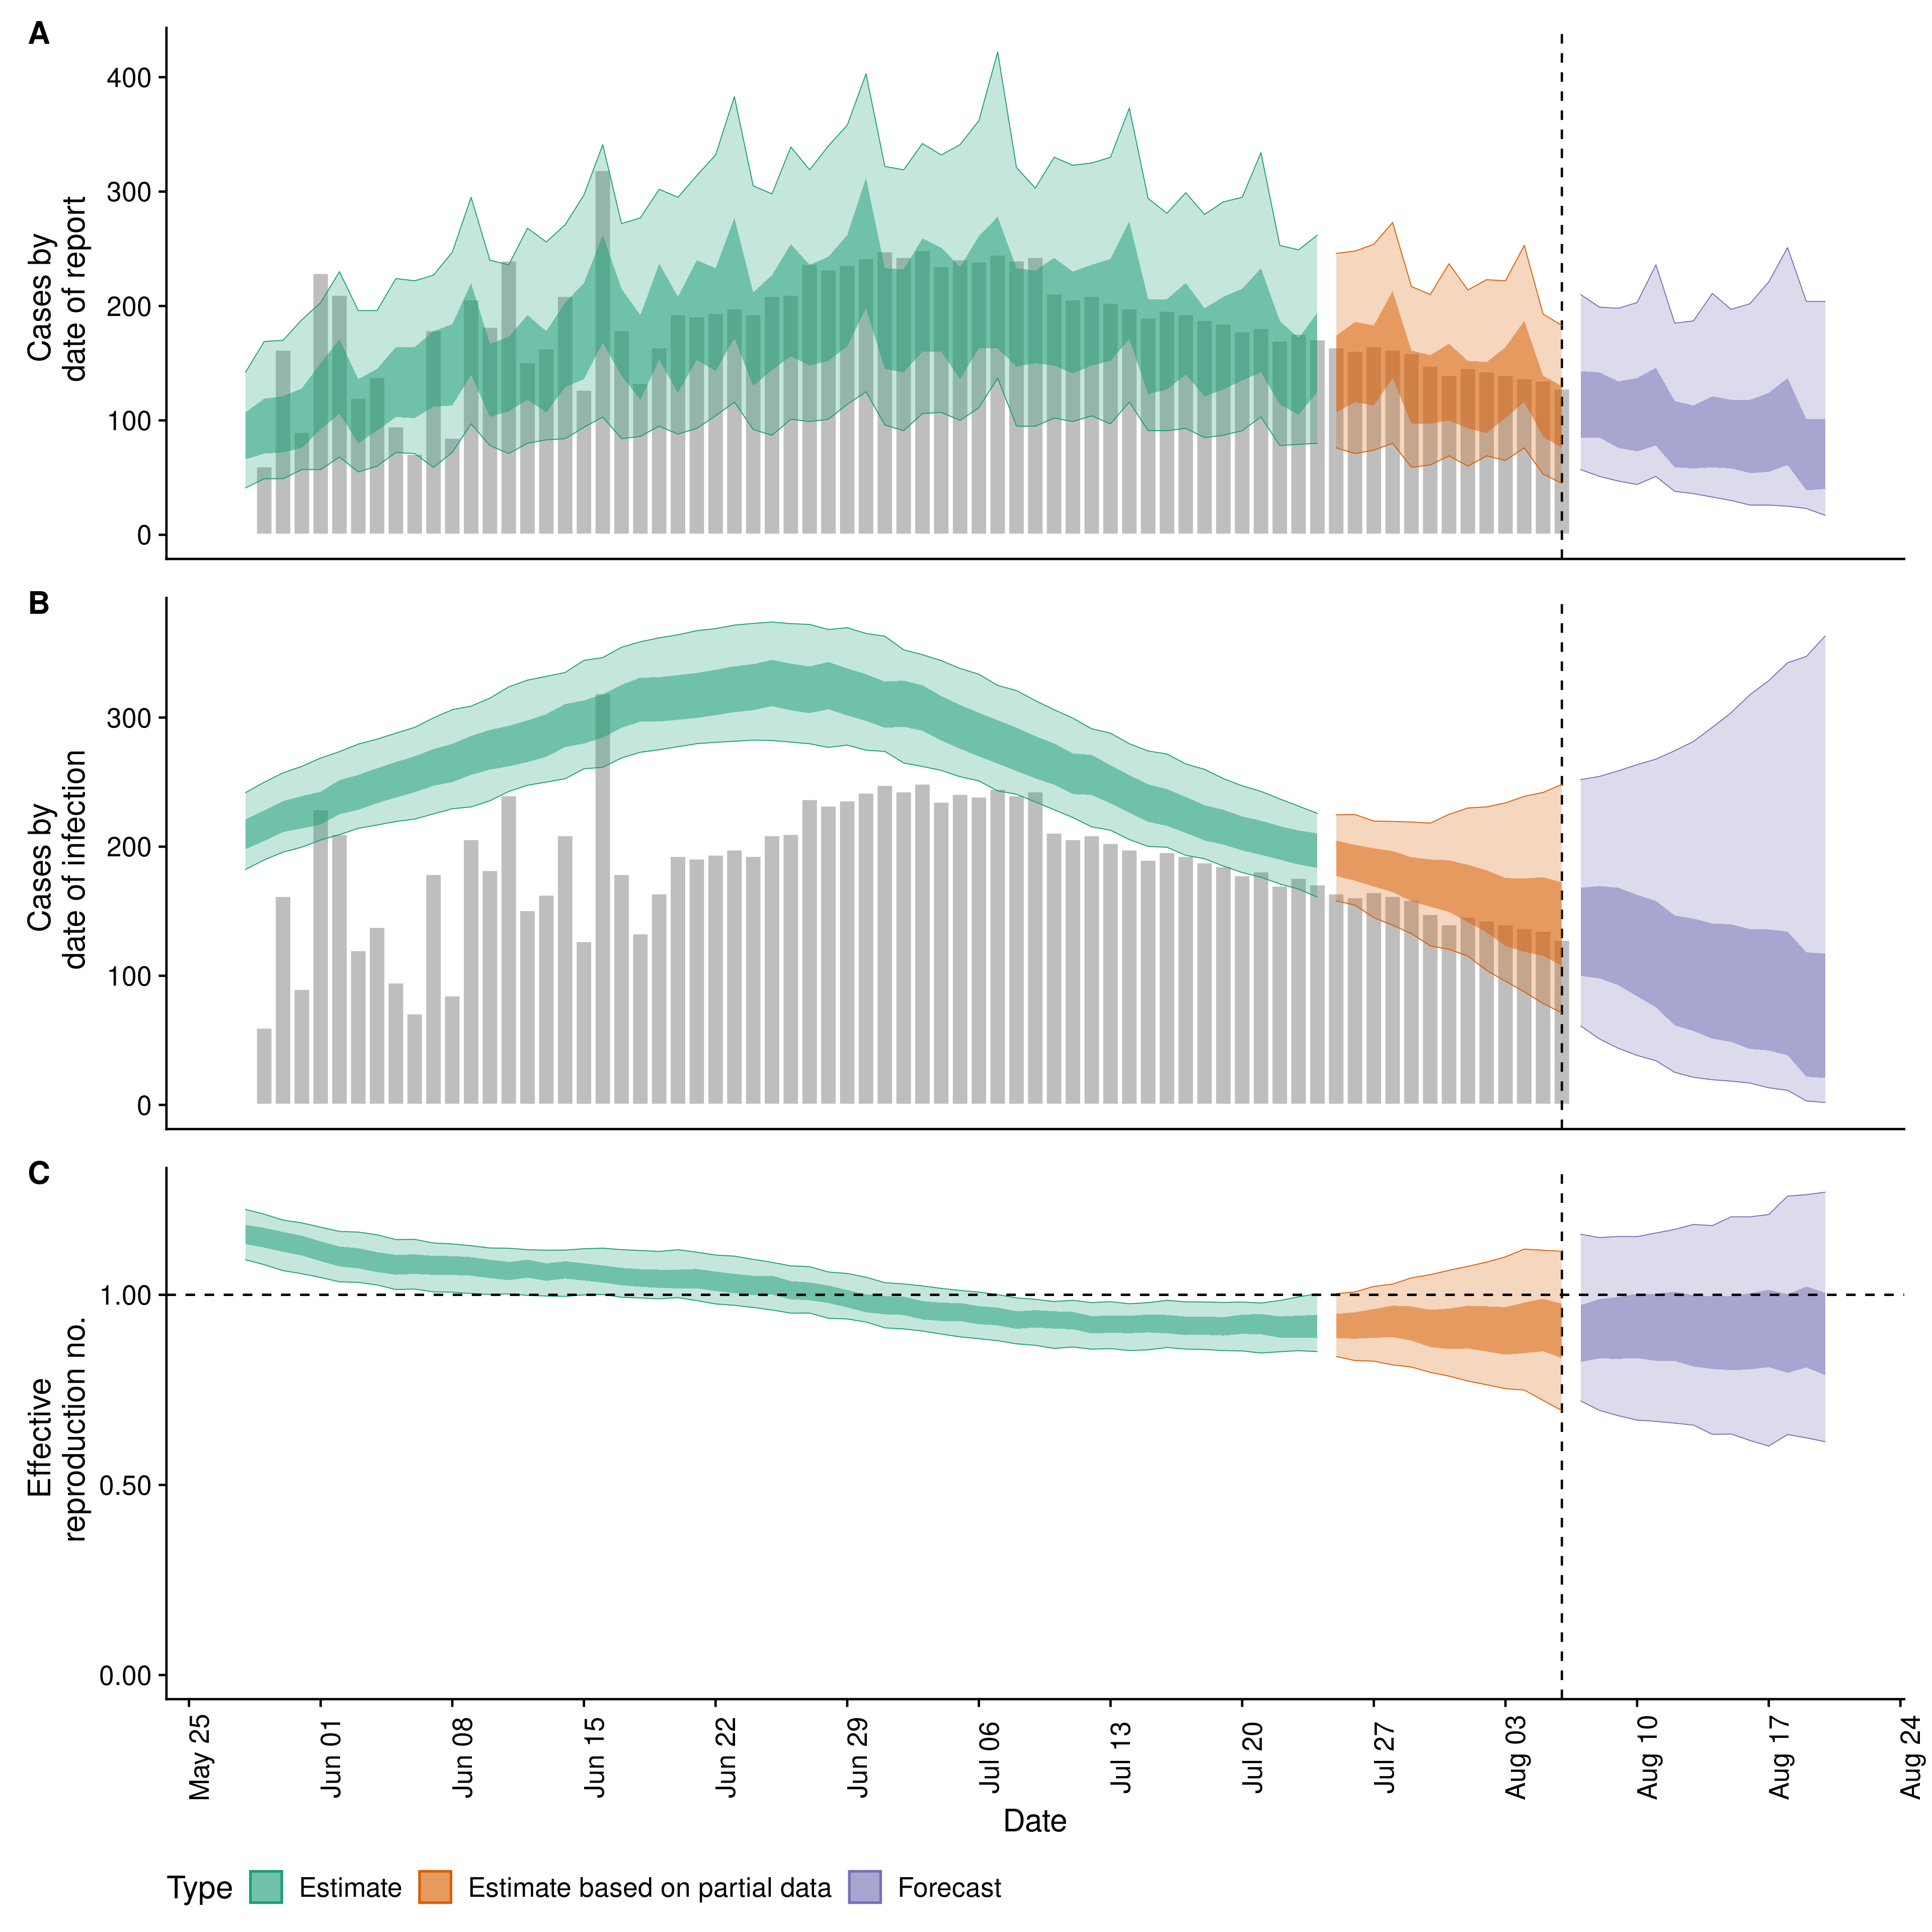 A
Cases by
date of report
400
300
200
100
0
B
Cases by
date of infection
300
200
100
0
C
Effective
reproduction no.
1.00
0.50
0.00
May 25
Jun 01
Jun 08
Jun 15
Jun 22
Jun 29
Jul 06
Jul 13
Jul 20
Jul 27
Aug 03
Aug 10
Aug 17
Aug 24
Date
Type Estimate Estimate based on partial data Forecast